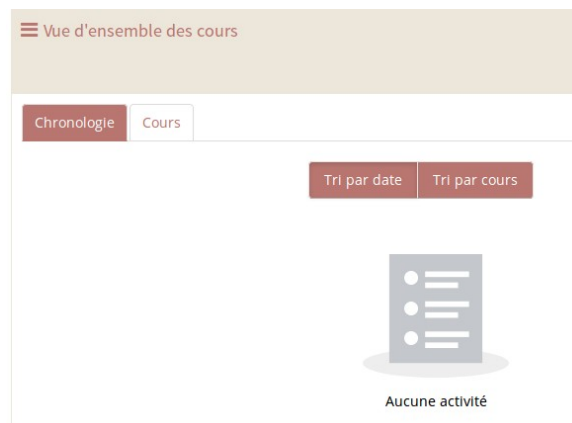 Vue d'ensemble des cours
Chronologie Cours
Tri par date Tri par cours
Aucune activité